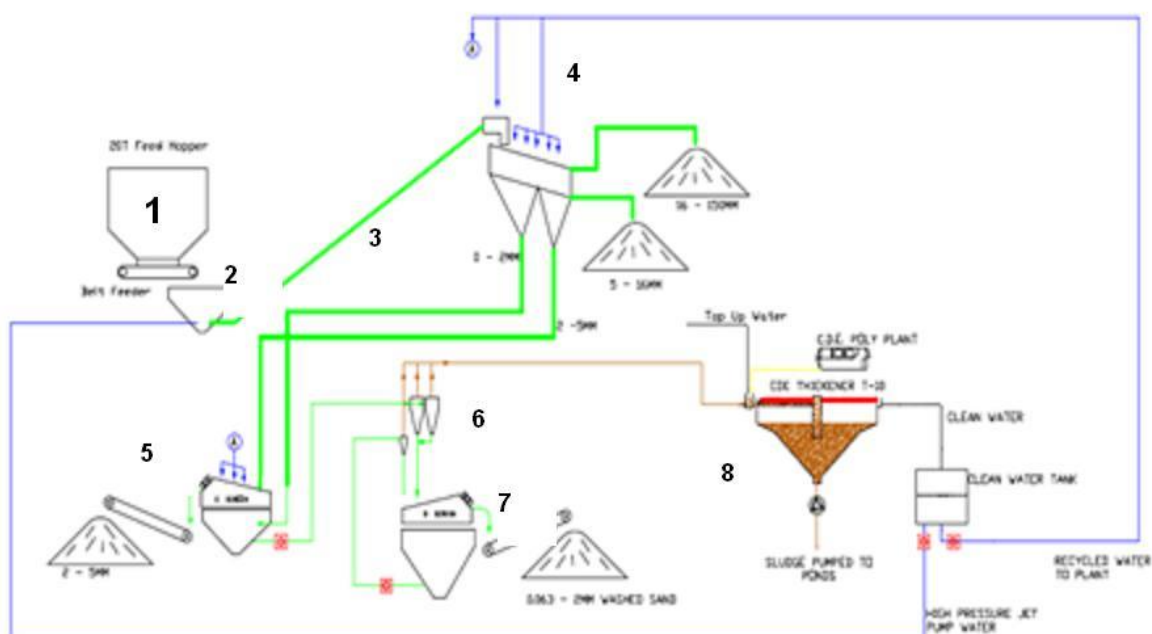 4
20T Feed Hopper
1
16 - 150MM
3
0 - 2MM
2
5 - 16MM
Belt Feeder
Top Up Water
2 -5MM
C.D.E. POLY PLANT
CDE THICKENER T-10
6
CLEAN WATER
5
8
CLEAN WATER TANK
7
2 - 5MM
SLUDGE PUMPED TO
PONDS
RECYCLED WATER
TO PLANT
0.063 - 2MM WASHED SAND
HIGH PRESSURE JET
PUMP WATER